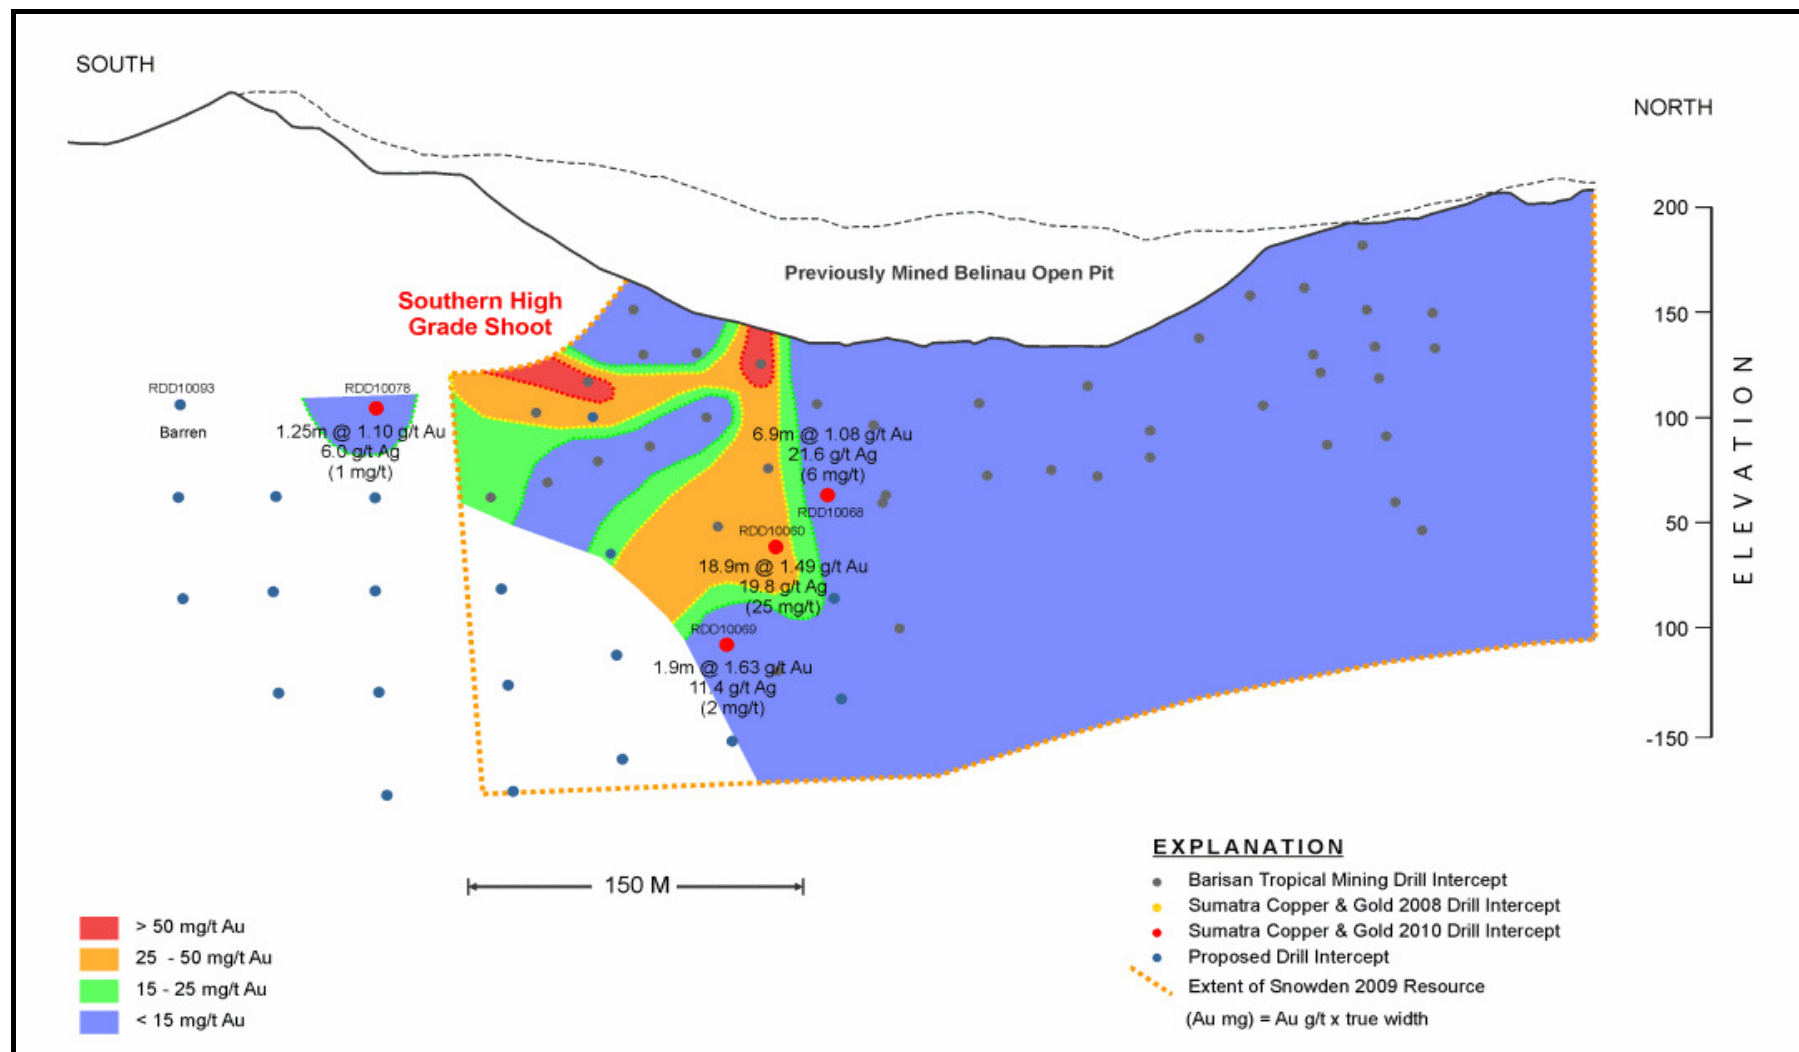 SOUTH
NORTH
200
Previously Mined Belinau Open Pit
Southern High
Grade Shoot
150
RDD10093
RDD10078
100
Barren
1.25m @ 1.10 g/t Au
6.0 g/t Ag
(1 mg/t)
6.9m @ 1.08 g/t Au
21.6 g/t Ag
(6 mg/t)
RDD10068
ELEVATION
50
RDD10060
18.9m @ 1.49 g/t Au
19.8 g/t Ag
(25 mg/t)
100
RDD10069
1.9m @ 1.63 g/t Au
11.4 g/t Ag
(2 mg/t)
-150
150 M
> 50 mg/t Au
25 - 50 mg/t Au
15 - 25 mg/t Au
< 15 mg/t Au
EXPLANATION
Barisan Tropical Mining Drill Intercept
Sumatra Copper & Gold 2008 Drill Intercept
Sumatra Copper & Gold 2010 Drill Intercept
Proposed Drill Intercept
Extent of Snowden 2009 Resource
(Au mg) = Au g/t x true width